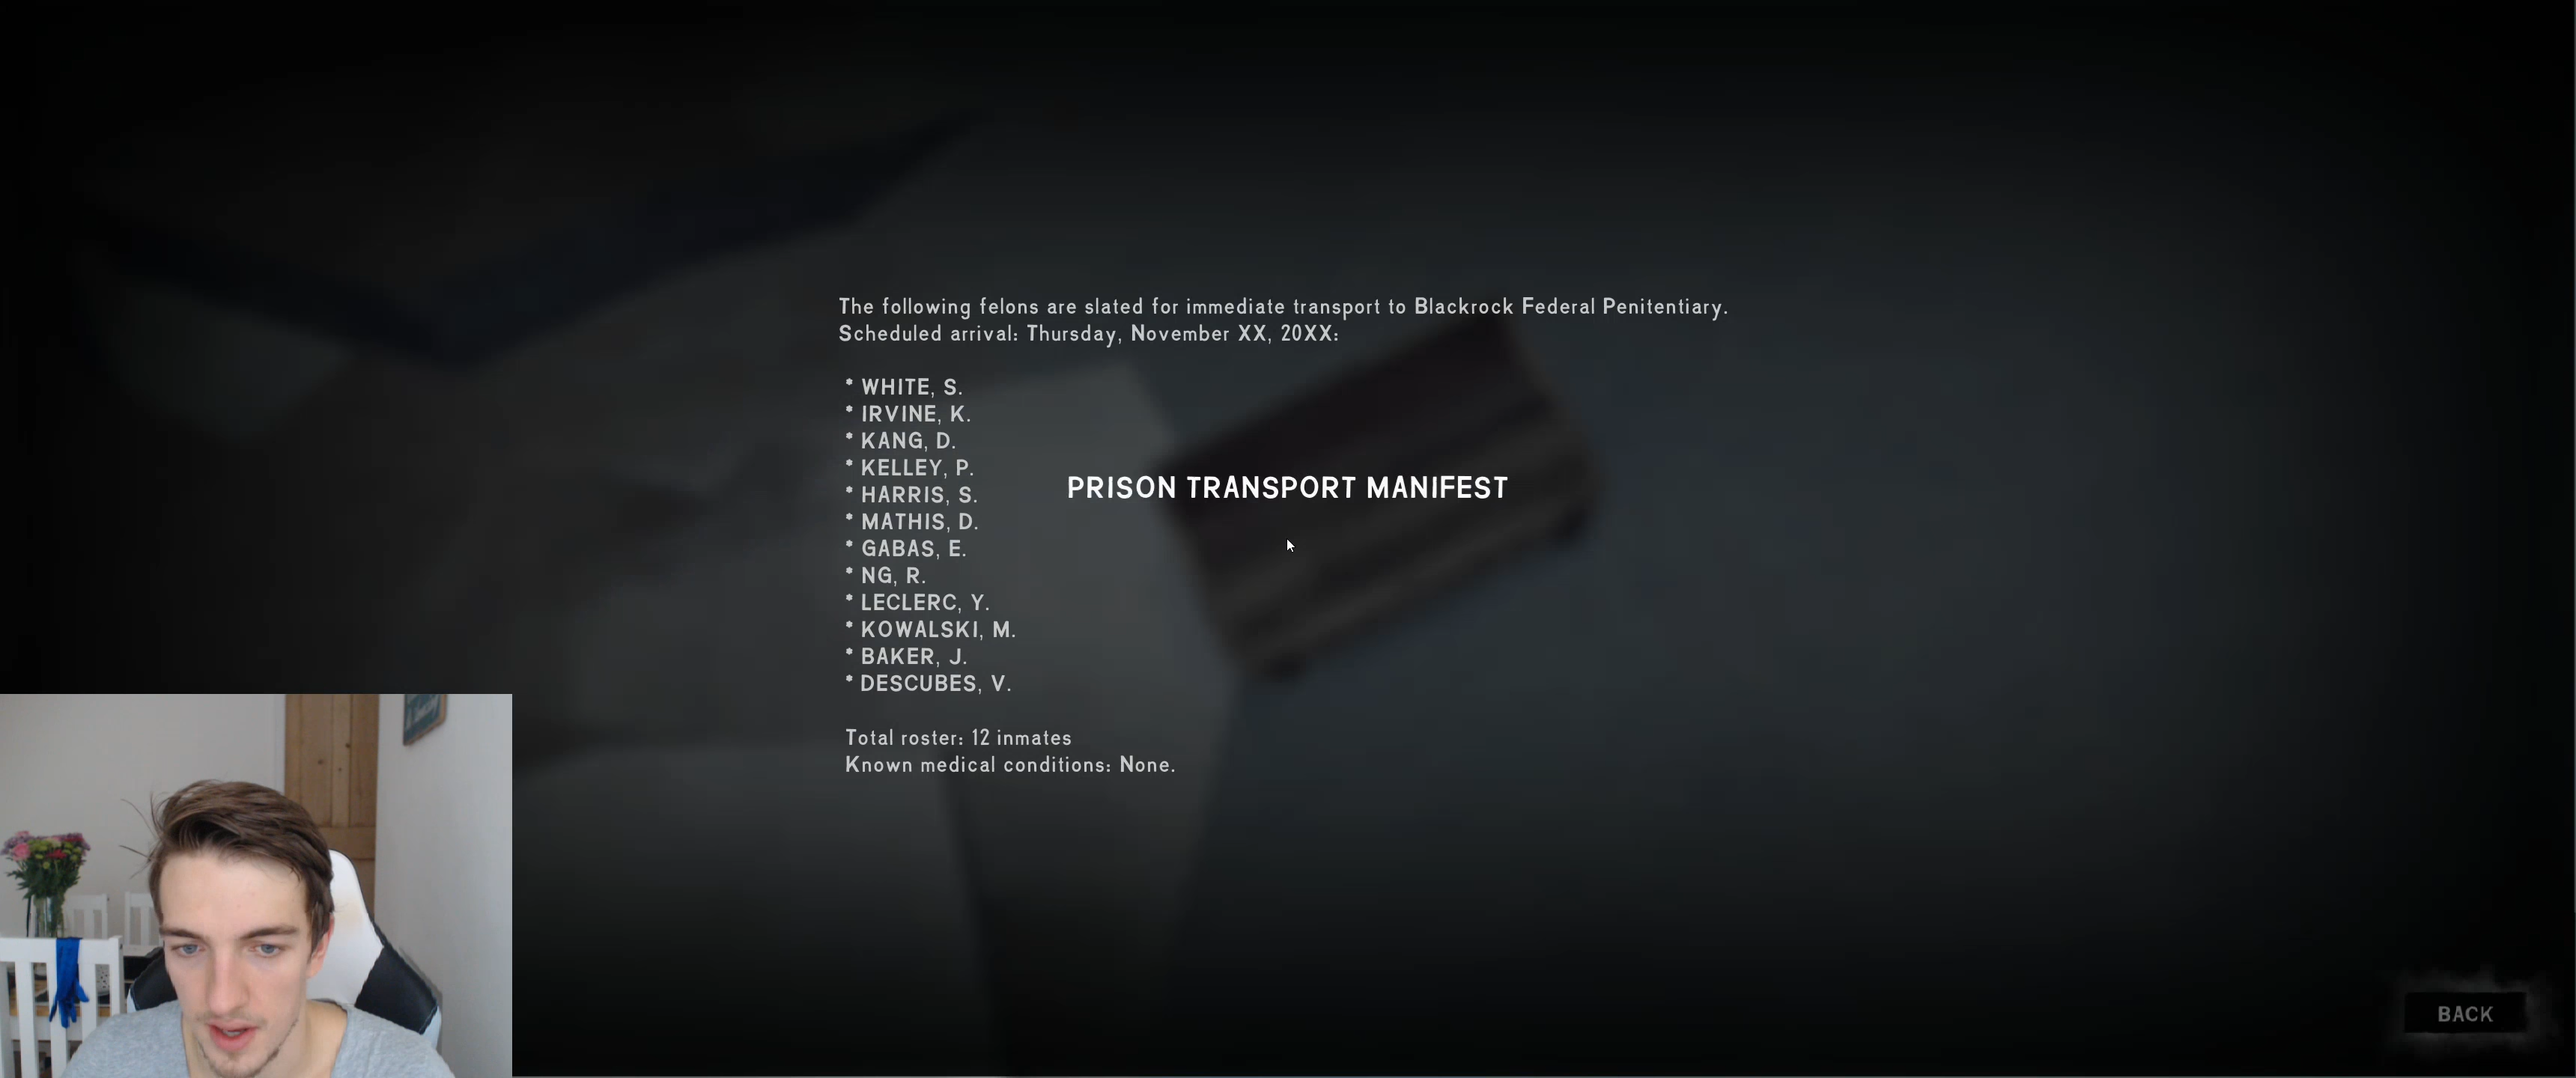 The following felons are slated for immediate transport to Blackrock Federal Penitentiary.
Scheduled arrival: Thursday, November XX, 20XX:
* WHITE, S.
* IRVINE, K.
* KANG, D.
* KELLEY, P.
PRISON TRANSPORT MANIFEST
* HARRIS, S.
* MATHIS, D.
* GABAS, E.
* NG, R.
* LECLERC, Y.
* KOWALSKI, M.
* BAKER, J.
* DESCUBES, V.
Total roster: 12 inmates
Known medical conditions: None.
BACK